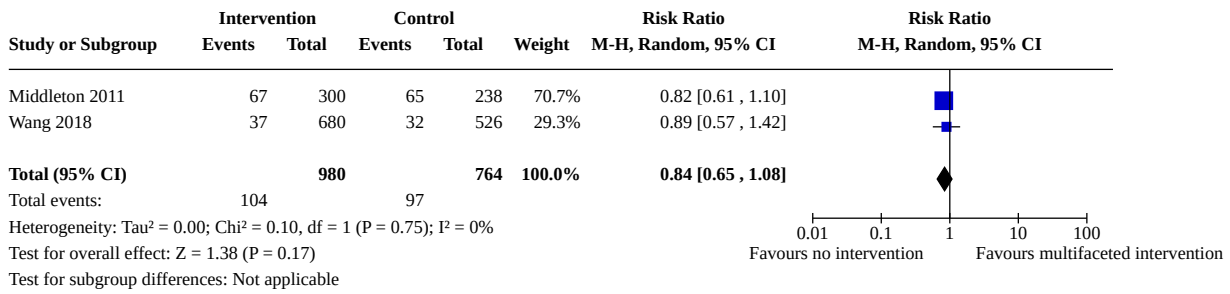 Intervention Control Risk Ratio Risk Ratio
Study or Subgroup Events Total Events Total Weight M-H, Random, 95% CI M-H, Random, 95% CI
Middleton 2011 67 300 65 238 70.7% 0.82 [0.61 , 1.10]
Wang 2018 37 680 32 526 29.3% 0.89 [0.57 , 1.42]
Total (95% CI) 980 764 100.0% 0.84 [0.65 , 1.08]
Total events: 104 97
Heterogeneity: Tau² = 0.00; Chi² = 0.10, df = 1 (P = 0.75); I² = 0%
0.01 0.1 1 10 100
Test for overall effect: Z = 1.38 (P = 0.17) Favours no intervention Favours multifaceted intervention
Test for subgroup differences: Not applicable